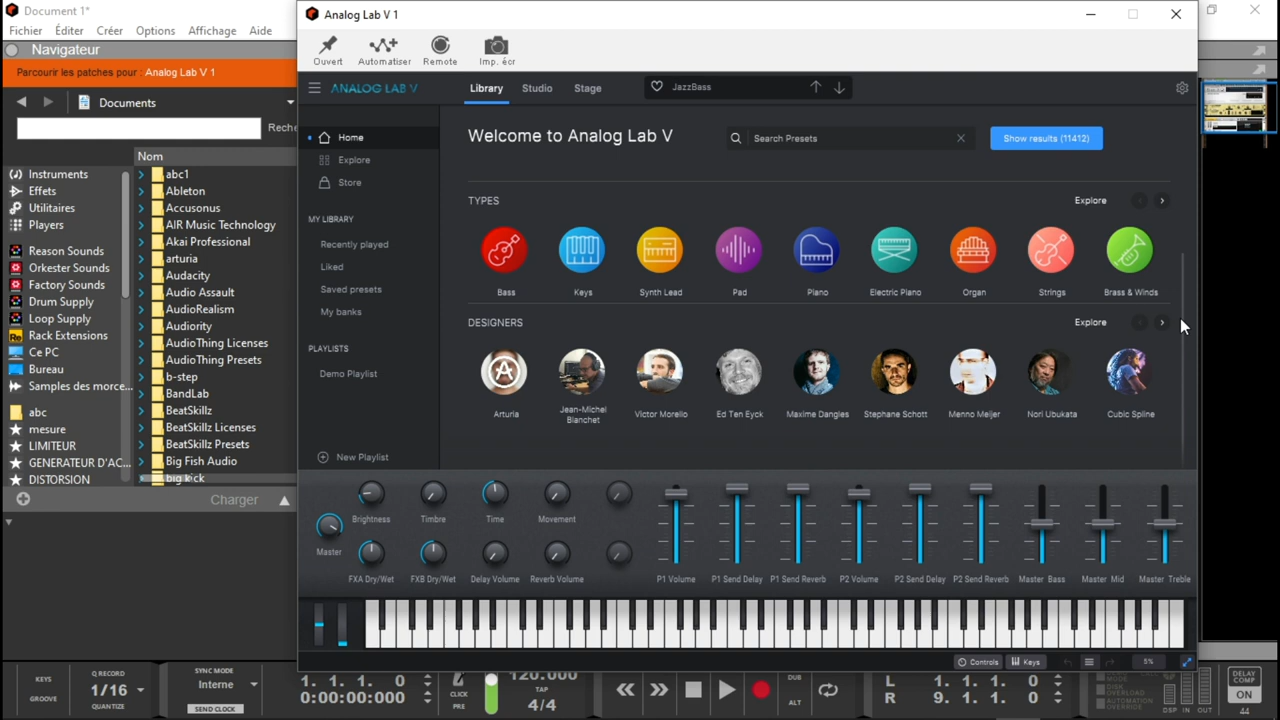 Document 1*
Fichier Éditer Créer Options Affichage Aide
Navigateur
Parcourir les patches pour : Analog Lab V 1
Documents
Reche
Nom
Instruments
Effets
Utilitaires
Players
Reason Sounds
Orkester Sounds
Factory Sounds
Drum Supply
Loop Supply
Rack Extensions
Ce PC
Bureau
Samples des morce...
abc
mesure
LIMITEUR
GENERATEUR D'AC...
DISTORSION
abc1
Ableton
Accusonus
AIR Music Technology
Akai Professional
arturia
Audacity
Audio Assault
AudioRealism
Audiority
AudioThing Licenses
AudioThing Presets
b-step
BandLab
BeatSkillz
BeatSkillz Licenses
BeatSkillz Presets
Big Fish Audio
big kick
Charger
Analog Lab V 1
Ouvert Automatiser Remote Imp. écr
ANALOG LAB V
Library Studio Stage
JazzBass
Home
Explore
Store
MY LIBRARY
Recently played
Liked
Saved presets
My banks
PLAYLISTS
Demo Playlist
New Playlist
Welcome to Analog Lab V
Search Presets
Show results (11412)
TYPES
Explore
Bass Keys Synth Lead Pad Piano Electric Piano Organ Strings Brass & Winds
DESIGNERS
Explore
Arturia Jean-Michel Blanchet Victor Morello Ed Ten Eyck Maxime Dangles Stephane Schott Menno Meijer Nori Ubukata Cubic Spline
Master
Brightness Timbre Time Movement
FXA Dry/Wet FXB Dry/Wet Delay Volume Reverb Volume
P1 Volume P1 Send Delay P1 Send Reverb P2 Volume P2 Send Delay P2 Send Reverb Master Bass Master Mid Master Treble
Controls Keys 5%
KEYS
GROOVE
Q RECORD
1/16
QUANTIZE
SYNC MODE
Interne
SEND CLOCK
1. 1. 1. 0
0:00:00:000
CLICK
PRE
120.000
TAP
4/4
DUB
ALT
L 1. 1. 1. 0
R 9. 1. 1. 0
MODE
DISK
OVERLOAD
AUTOMATION
OVERRIDE
DSP IN OUT
DELAY
COMP
ON
44